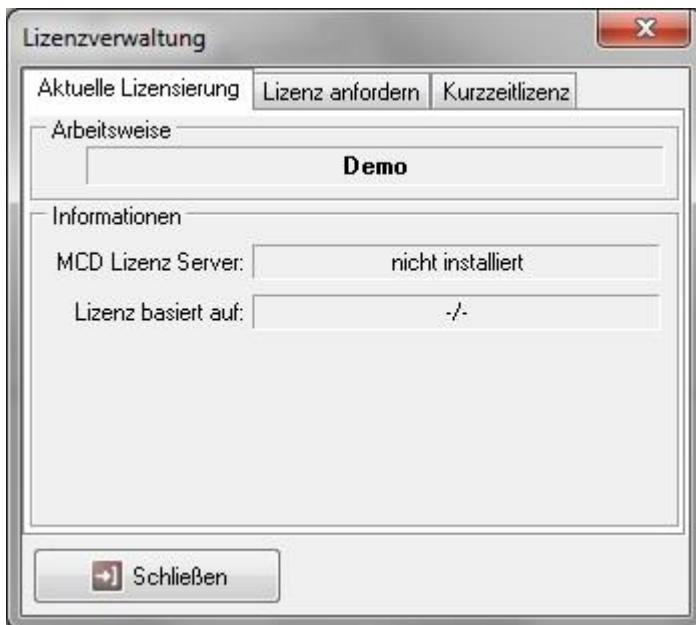 Lizenzverwaltung
Aktuelle Lizensierung Lizenz anfordern Kurzzeitlizenz
Arbeitsweise
Demo
Informationen
MCD Lizenz Server: nicht installiert
Lizenz basiert auf: -/-
Schließen